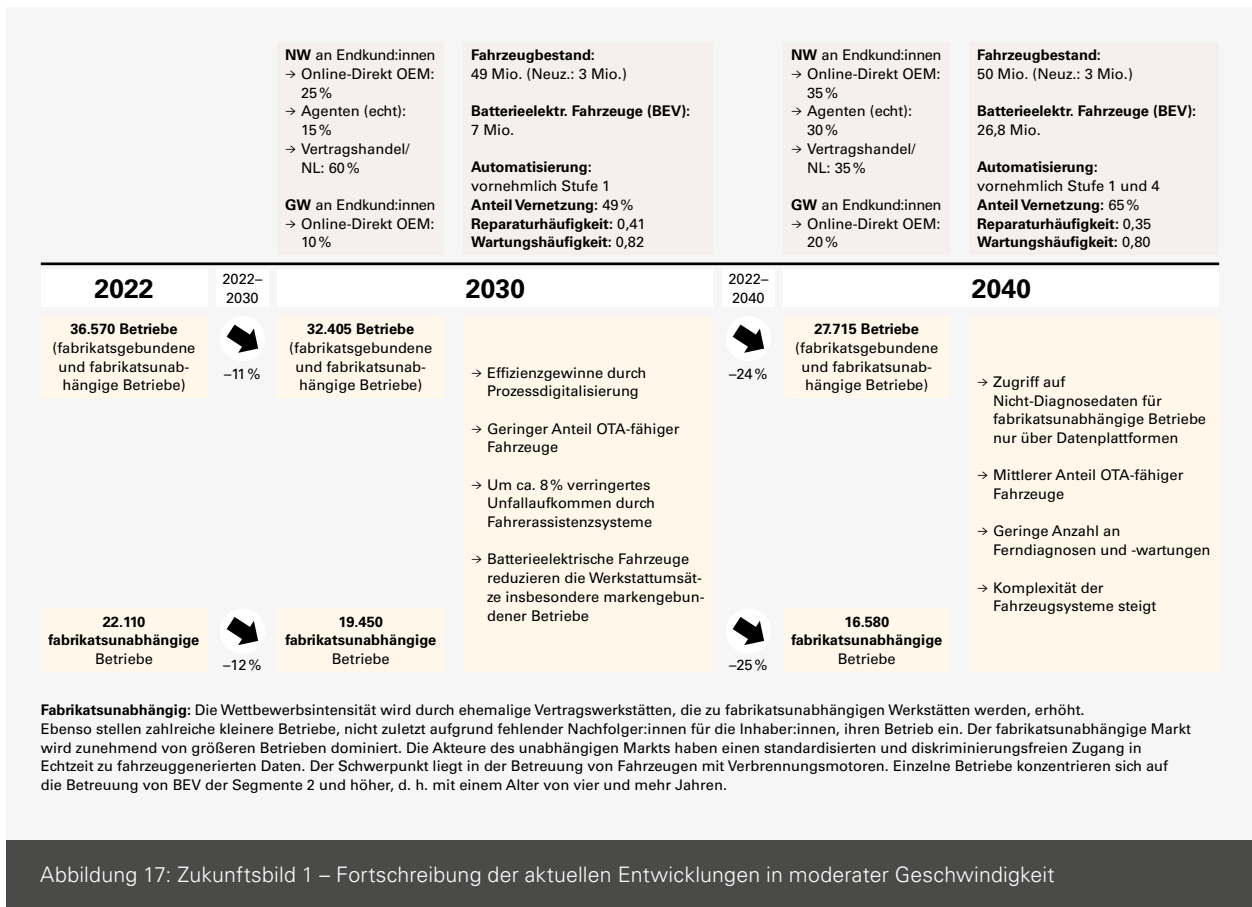 NW an Endkund:innen
→ Online-Direkt OEM:
25 %
→ Agenten (echt):
15 %
→ Vertragshandel/
NL: 60 %
GW an Endkund:innen
→ Online-Direkt OEM:
10 %
Fahrzeugbestand:
49 Mio. (Neuz.: 3 Mio.)
Batterieelektr. Fahrzeuge (BEV):
7 Mio.
Automatisierung:
vornehmlich Stufe 1
Anteil Vernetzung: 49 %
Reparaturhäufigkeit: 0,41
Wartungshäufigkeit: 0,82
NW an Endkund:innen
→ Online-Direkt OEM:
35 %
→ Agenten (echt):
30 %
→ Vertragshandel/
NL: 35 %
GW an Endkund:innen
→ Online-Direkt OEM:
20 %
Fahrzeugbestand:
50 Mio. (Neuz.: 3 Mio.)
Batterieelektr. Fahrzeuge (BEV):
26,8 Mio.
Automatisierung:
vornehmlich Stufe 1 und 4
Anteil Vernetzung: 65 %
Reparaturhäufigkeit: 0,35
Wartungshäufigkeit: 0,80
2022
2022–
2030
2030
2022–
2040
2040
36.570 Betriebe
(fabrikatsgebundene
und fabrikatsunab-
hängige Betriebe)
–11 %
32.405 Betriebe
(fabrikatsgebundene
und fabrikatsunab-
hängige Betriebe)
→ Effizienzgewinne durch
Prozessdigitalisierung
→ Geringer Anteil OTA-fähiger
Fahrzeuge
→ Um ca. 8 % verringertes
Unfallaufkommen durch
Fahrerassistenzsysteme
→ Batterieelektrische Fahrzeuge
reduzieren die Werkstattumsät-
ze insbesondere markengebun-
dener Betriebe
–24 %
27.715 Betriebe
(fabrikatsgebundene
und fabrikatsunab-
hängige Betriebe)
→ Zugriff auf
Nicht-Diagnosedaten für
fabrikatsunabhängige Betriebe
nur über Datenplattformen
→ Mittlerer Anteil OTA-fähiger
Fahrzeuge
→ Geringe Anzahl an
Ferndiagnosen und -wartungen
→ Komplexität der
Fahrzeugsysteme steigt
22.110
fabrikatsunabhängige
Betriebe
–12 %
19.450
fabrikatsunabhängige
Betriebe
–25 %
16.580
fabrikatsunabhängige
Betriebe
Fabrikatsunabhängig: Die Wettbewerbsintensität wird durch ehemalige Vertragswerkstätten, die zu fabrikatsunabhängigen Werkstätten werden, erhöht.
Ebenso stellen zahlreiche kleinere Betriebe, nicht zuletzt aufgrund fehlender Nachfolger:innen für die Inhaber:innen, ihren Betrieb ein. Der fabrikatsunabhängige Markt
wird zunehmend von größeren Betrieben dominiert. Die Akteure des unabhängigen Markts haben einen standardisierten und diskriminierungsfreien Zugang in
Echtzeit zu fahrzeuggenerierten Daten. Der Schwerpunkt liegt in der Betreuung von Fahrzeugen mit Verbrennungsmotoren. Einzelne Betriebe konzentrieren sich auf
die Betreuung von BEV der Segmente 2 und höher, d. h. mit einem Alter von vier und mehr Jahren.
Abbildung 17: Zukunftsbild 1 – Fortschreibung der aktuellen Entwicklungen in moderater Geschwindigkeit